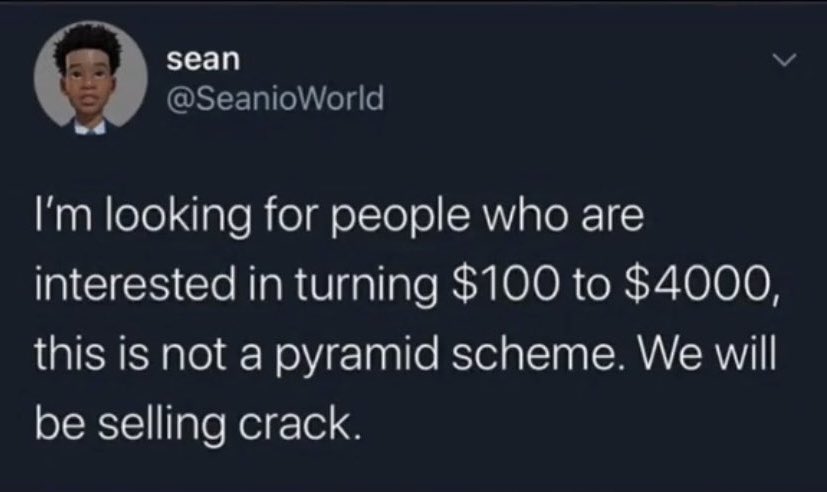 sean
@SeanioWorld
I'm looking for people who are
interested in turning $100 to $4000,
this is not a pyramid scheme. We will
be selling crack.